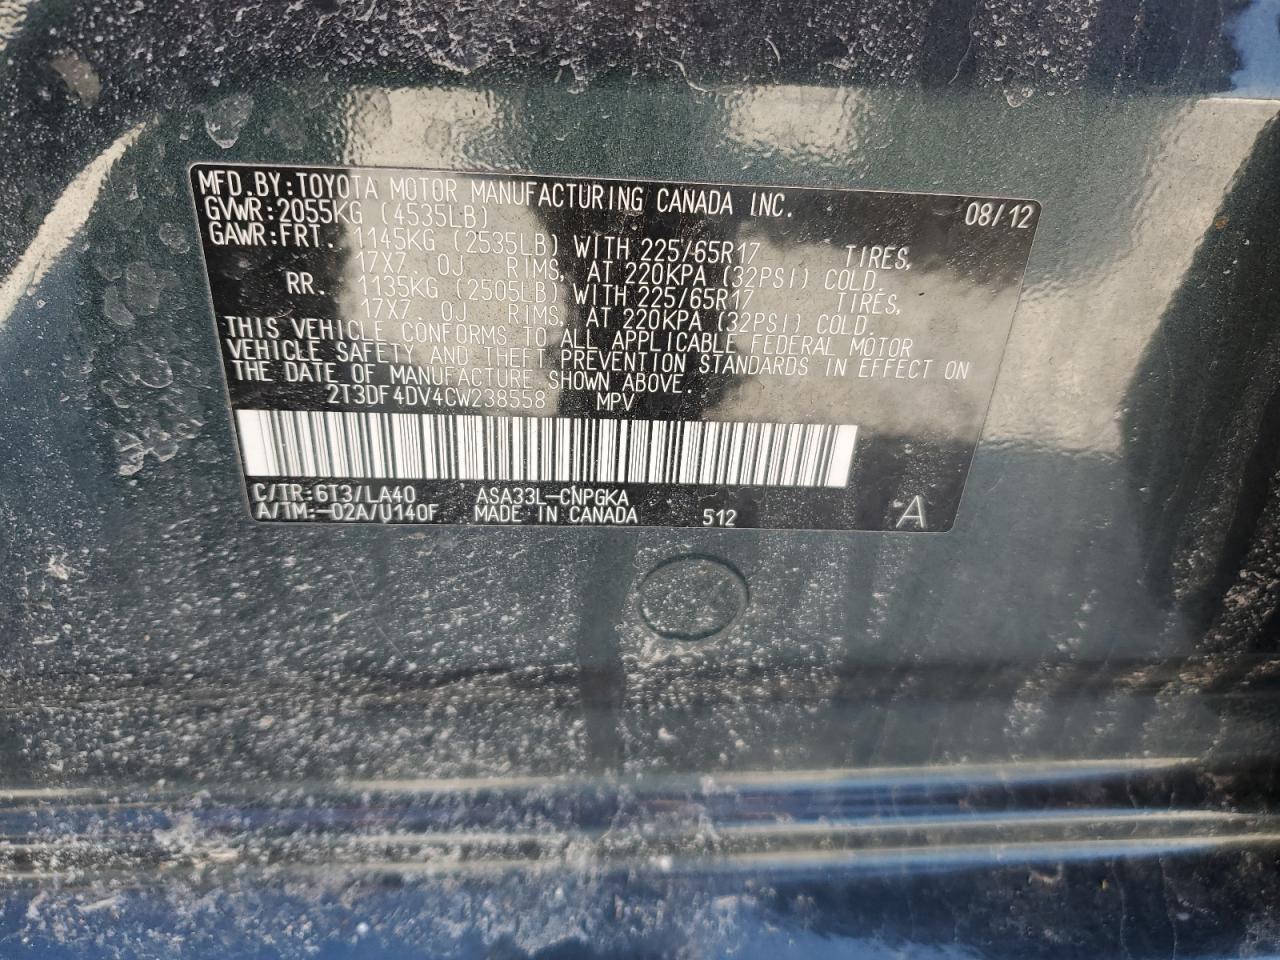 MFD.BY:TOYOTA MOTOR MANUFACTURING CANADA INC. 08/12
GVWR:2055KG (4535LB)
GAWR:FRT. 1145KG (2535LB) WITH 225/65R17 TIRES,
17X7.0J RIMS, AT 220KPA (32PSI) COLD.
RR. 1135KG (2505LB) WITH 225/65R17 TIRES,
17X7.0J RIMS, AT 220KPA (32PSI) COLD.
THIS VEHICLE CONFORMS TO ALL APPLICABLE FEDERAL MOTOR
VEHICLE SAFETY AND THEFT PREVENTION STANDARDS IN EFFECT ON
THE DATE OF MANUFACTURE SHOWN ABOVE.
2T3DF4DV4CW238558 MPV
C/TR:6T3/LA40 ASA33L-CNPGKA
A/TM:-02A/U140F MADE IN CANADA 512 A